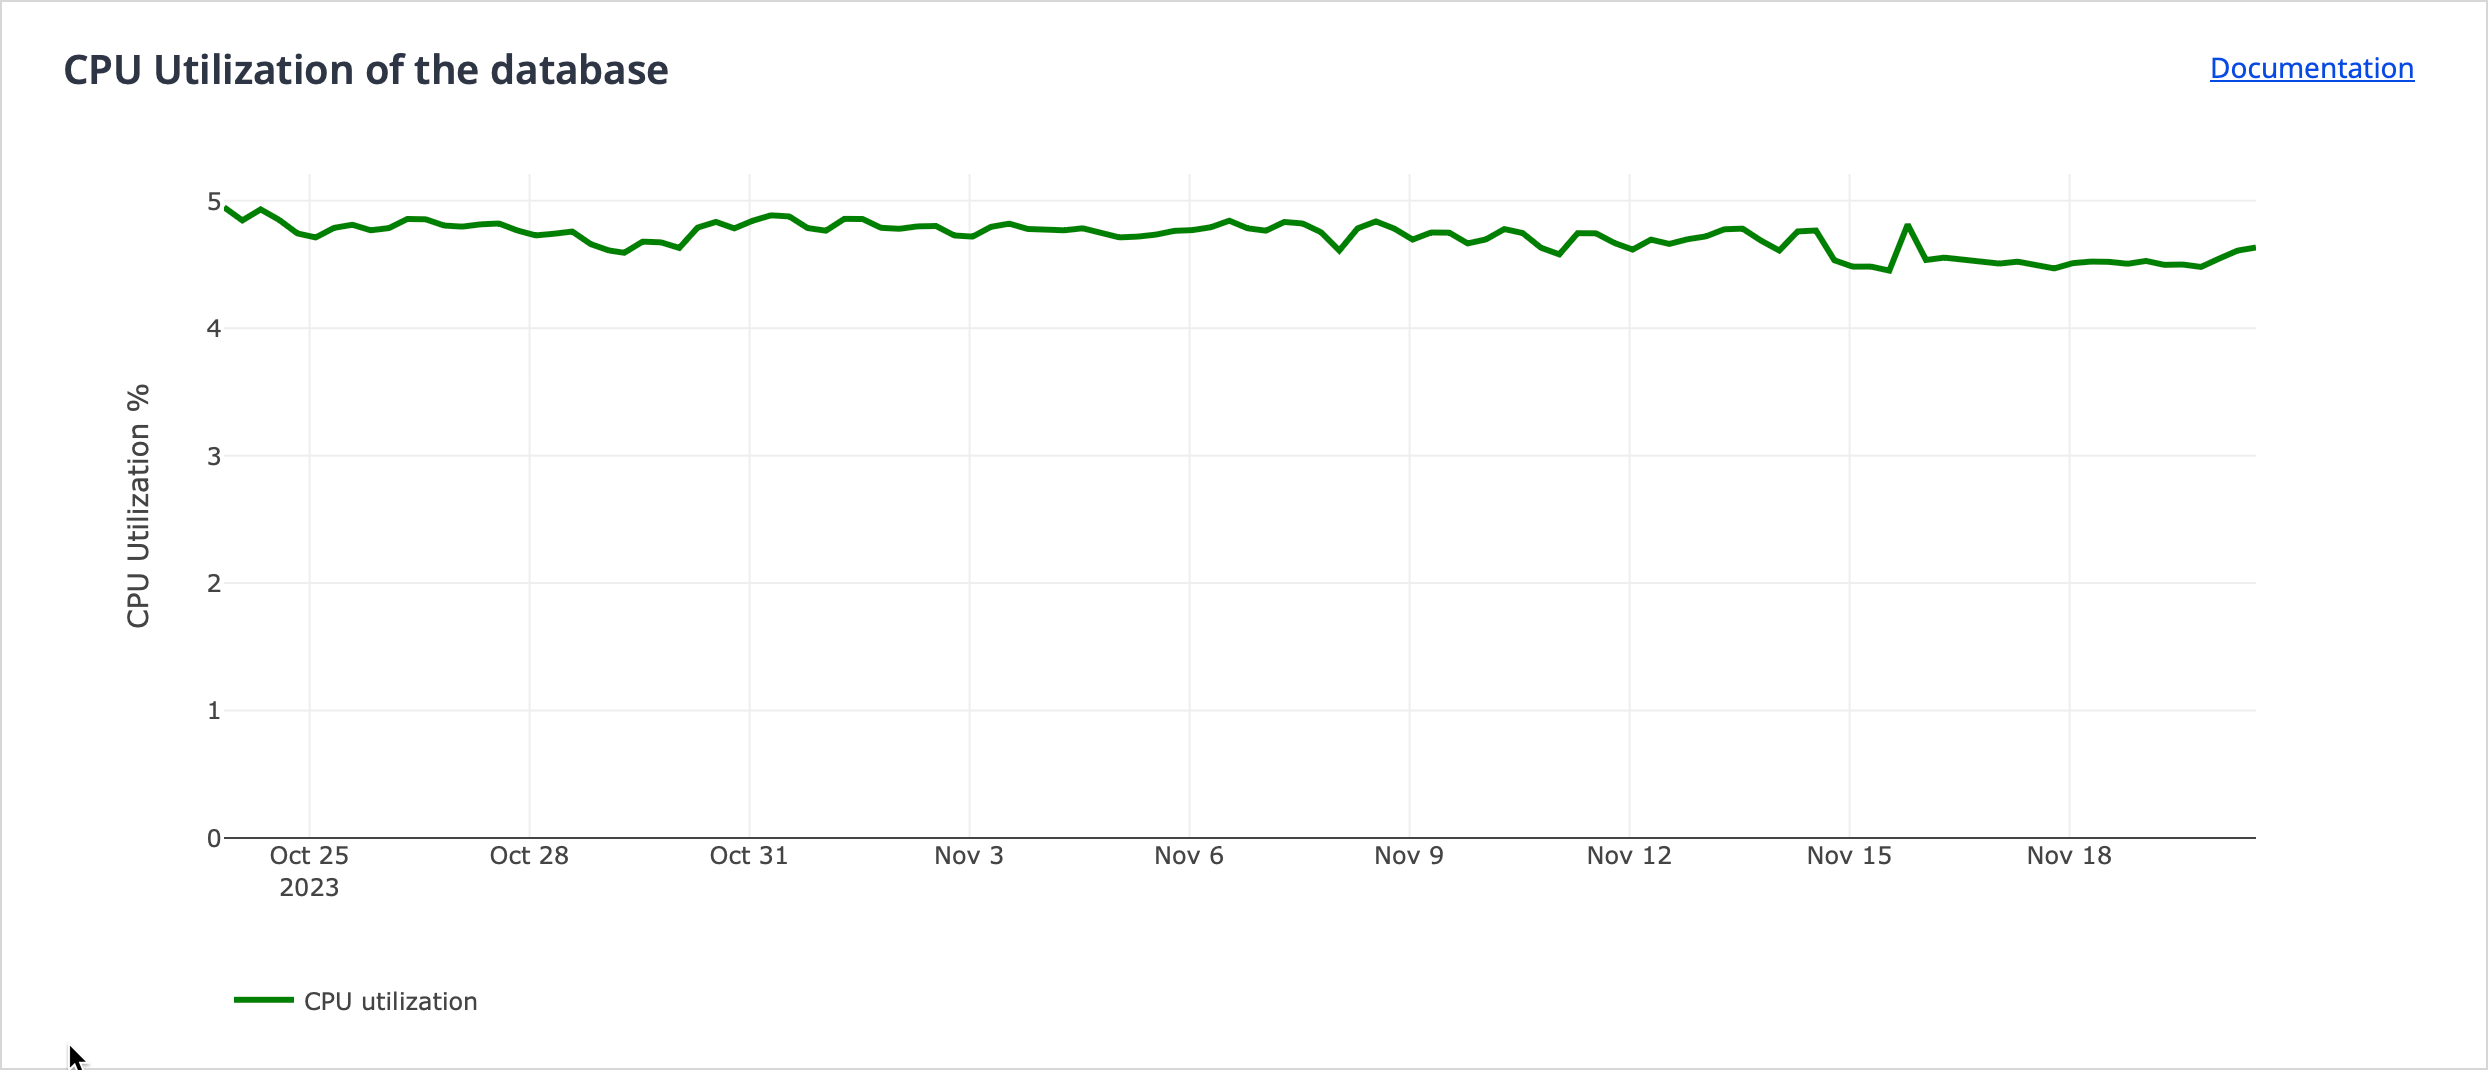 CPU Utilization of the database
Documentation
CPU Utilization %
5
4
3
2
1
0
Oct 25 Oct 28 Oct 31 Nov 3 Nov 6 Nov 9 Nov 12 Nov 15 Nov 18
2023
CPU utilization